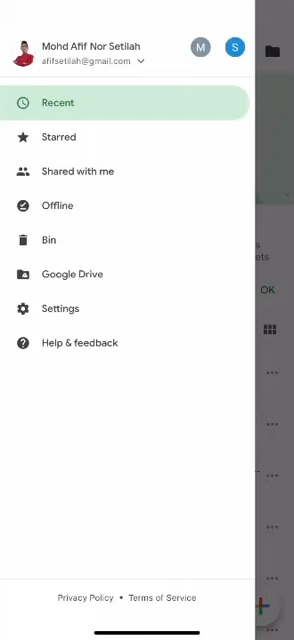 Mohd Afif Nor Setilah
afifsetilah@gmail.com
M
S
Recent
Starred
Shared with me
Offline
Bin
s
ets
Google Drive
OK
Settings
Help & feedback
Privacy Policy • Terms of Service